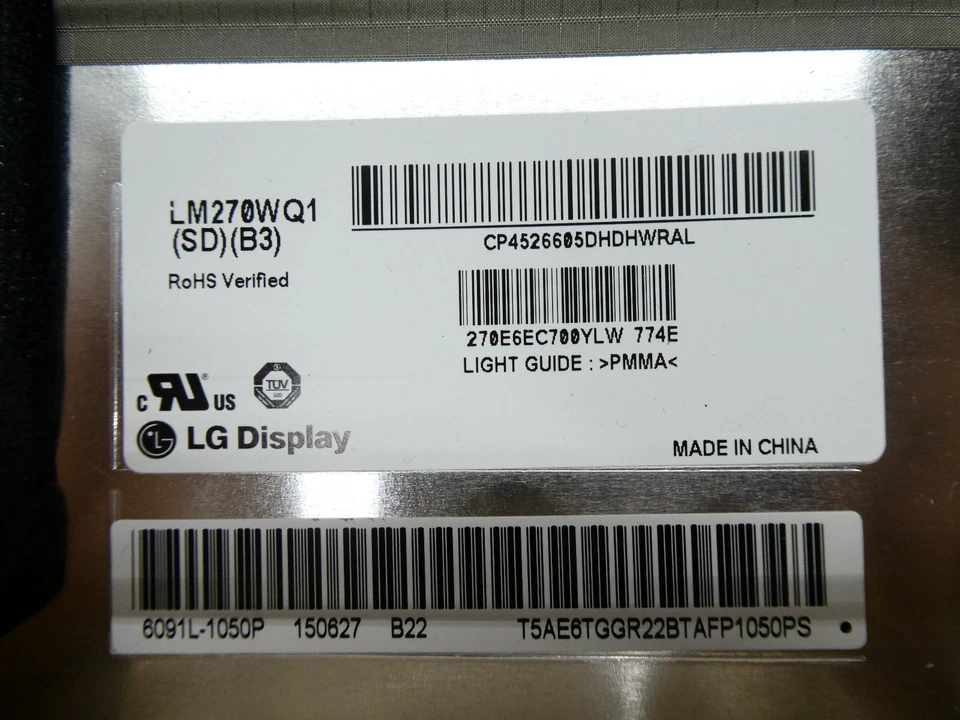 LM270WQ1
(SD)(B3)
RoHS Verified
CP4526605DHDHWRAL
270E6EC700YLW 774E
LIGHT GUIDE : >PMMA<
c RU US
TUV
LG Display
MADE IN CHINA
6091L-1050P 150627 B22 T5AE6TGGR22BTAFP1050PS